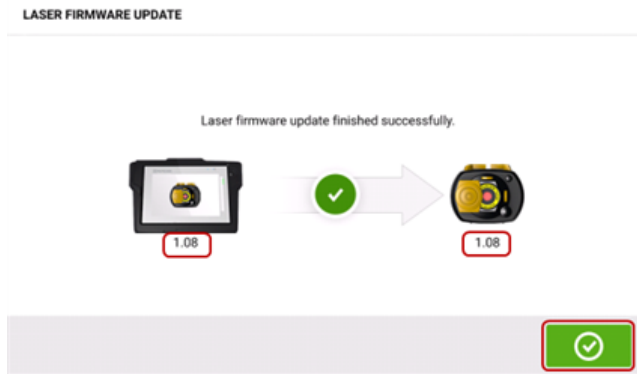 LASER FIRMWARE UPDATE
Laser firmware update finished successfully.
1.08
1.08